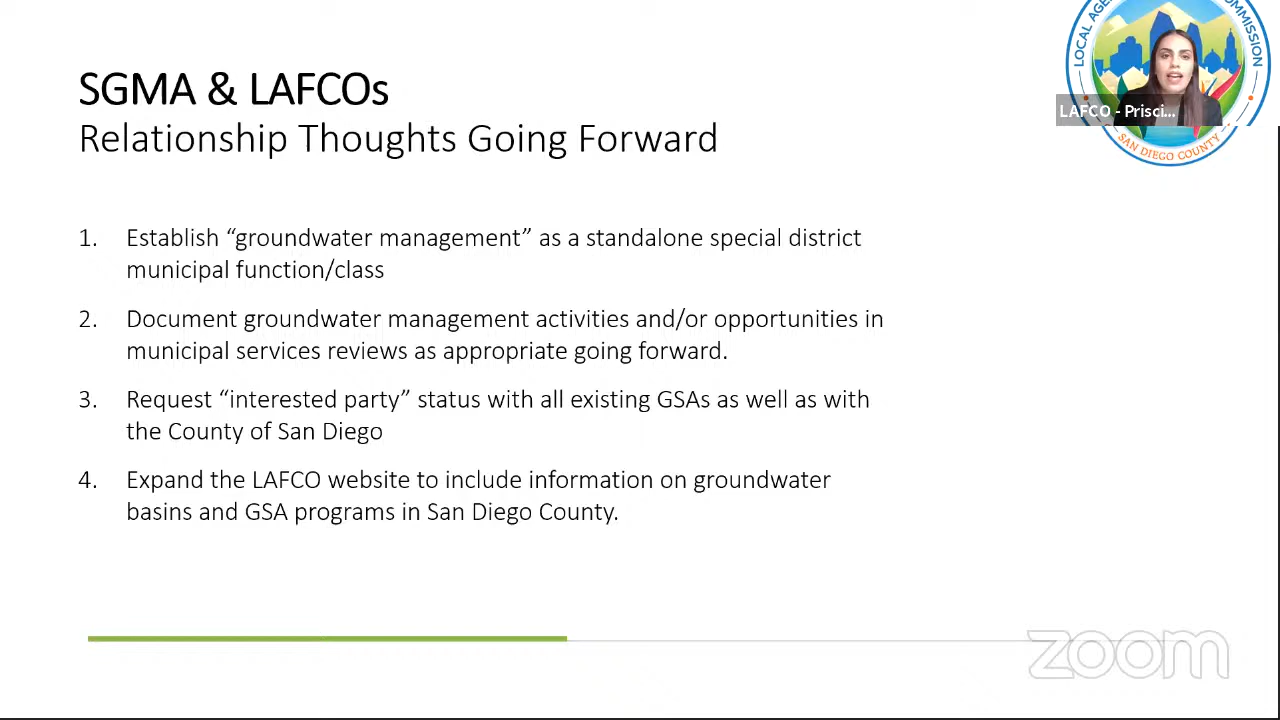 SGMA & LAFCOs
Relationship Thoughts Going Forward
LOCAL AGE
MMISSION
LAFCO - Prisci...
SAN DIEGO COUNTY
1. Establish “groundwater management” as a standalone special district
municipal function/class
2. Document groundwater management activities and/or opportunities in
municipal services reviews as appropriate going forward.
3. Request “interested party” status with all existing GSAs as well as with
the County of San Diego
4. Expand the LAFCO website to include information on groundwater
basins and GSA programs in San Diego County.
zoom